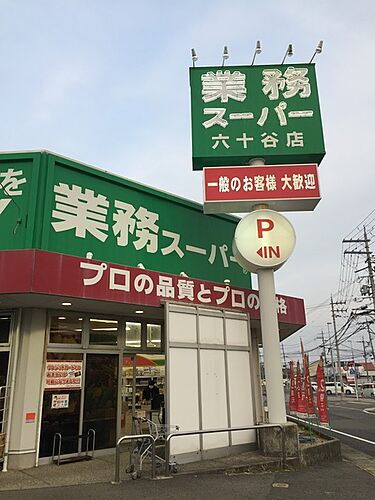 業務
スーパー
六十谷店
一般のお客様 大歓迎
P
IN
を
業務スーパー
プロの品質とプロの価格